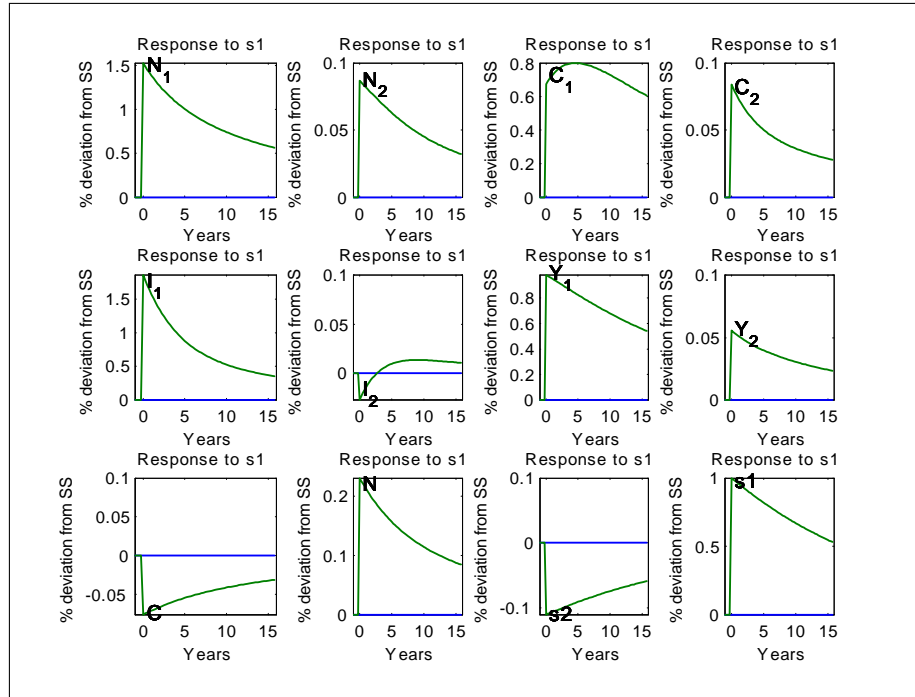 Response to s1 Response to s1 Response to s1 Response to s1
% deviation from SS
1.5
1
0.5
0
N₁
0 5 10 15
Years
% deviation from SS
0.1
0.05
0
N₂
0 5 10 15
Years
% deviation from SS
0.8
0.6
0.4
0.2
0
C₁
0 5 10 15
Years
% deviation from SS
0.1
0.05
0
C₂
0 5 10 15
Years
Response to s1 Response to s1 Response to s1 Response to s1
% deviation from SS
1.5
1
0.5
0
I₁
0 5 10 15
Years
% deviation from SS
0.1
0.05
0
I₂
0 5 10 15
Years
% deviation from SS
0.8
0.6
0.4
0.2
0
Y₁
0 5 10 15
Years
% deviation from SS
0.1
0.05
0
Y₂
0 5 10 15
Years
Response to s1 Response to s1 Response to s1 Response to s1
% deviation from SS
0.1
0.05
0
-0.05
C
0 5 10 15
Years
% deviation from SS
0.2
0.1
0
N
0 5 10 15
Years
% deviation from SS
0.1
0
-0.1
s2
0 5 10 15
Years
% deviation from SS
1
0.5
0
s1
0 5 10 15
Years